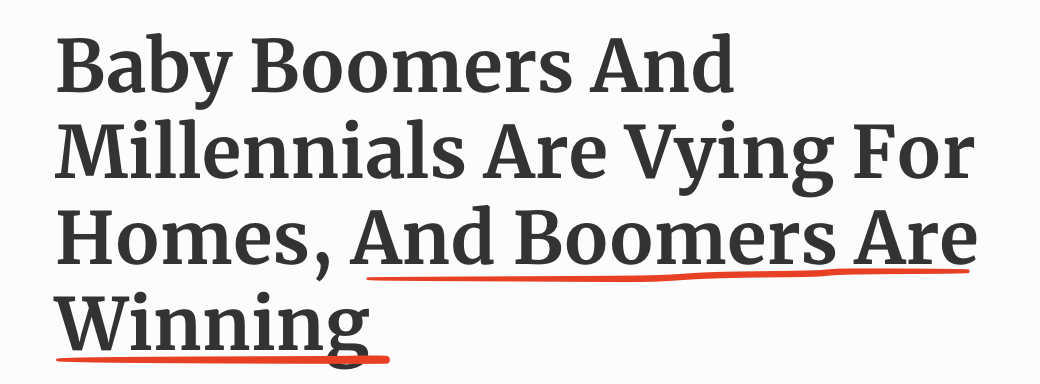 Baby Boomers And
Millennials Are Vying For
Homes, And Boomers Are
Winning